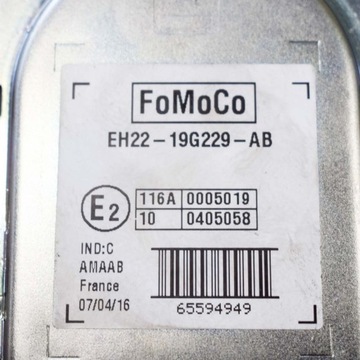 FoMoCo
EH22-19G229-AB
E2
116A 0005019
10 0405058
IND:C
AMAAB
France
07/04/16
65594949